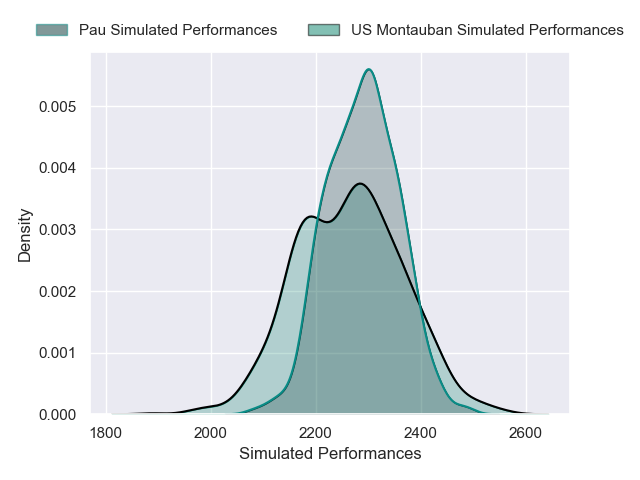 Pau Simulated Performances
US Montauban Simulated Performances
0.005
0.004
0.003
0.002
0.001
0.000
Density
1800 2000 2200 2400 2600
Simulated Performances